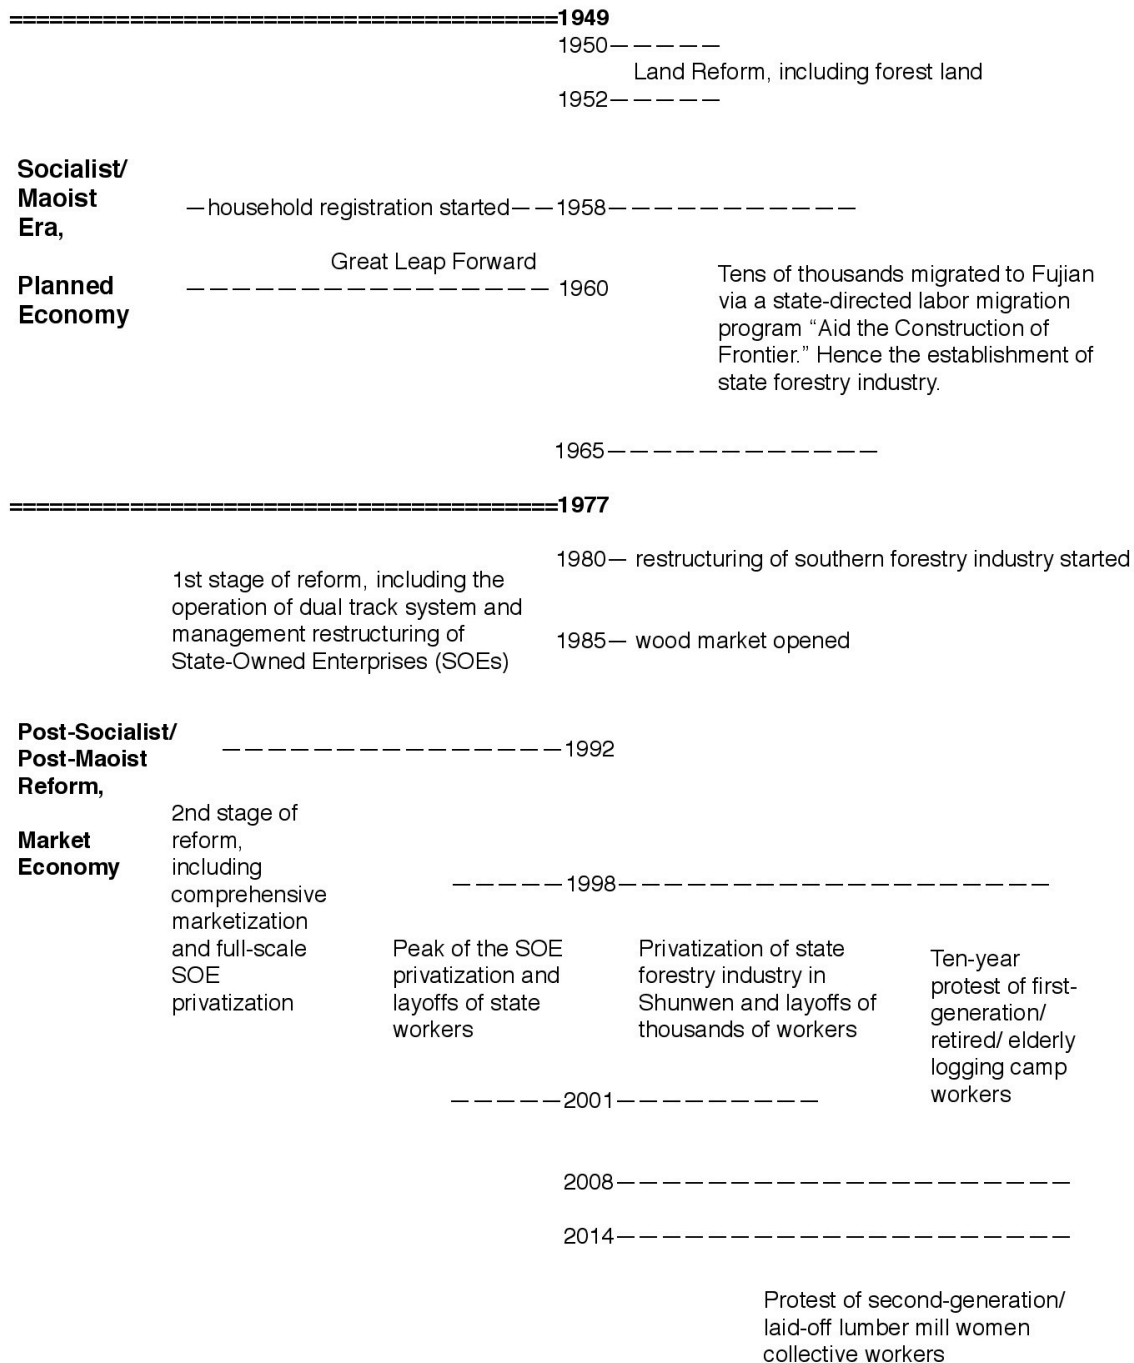 =========================================1949
1950— — — — —
Land Reform, including forest land
1952— — — — —
Socialist/
Maoist
Era,
Planned
Economy
—household registration started— —1958— — — — — — — — — — —
Great Leap Forward
— — — — — — — — — — — — — — — — 1960
Tens of thousands migrated to Fujian
via a state-directed labor migration
program “Aid the Construction of
Frontier.” Hence the establishment of
state forestry industry.
1965— — — — — — — — — — — —
=========================================1977
1980— restructuring of southern forestry industry started
1st stage of reform, including the
operation of dual track system and
management restructuring of
State-Owned Enterprises (SOEs)
1985— wood market opened
Post-Socialist/
Post-Maoist
Reform,
Market
Economy
— — — — — — — — — — — — — — —1992
2nd stage of
reform,
including
comprehensive
marketization
and full-scale
SOE
privatization
— — — — —1998— — — — — — — — — — — — — — — — — — —
Peak of the SOE
privatization and
layoffs of state
workers
Privatization of state
forestry industry in
Shunwen and layoffs of
thousands of workers
Ten-year
protest of first-
generation/
retired/ elderly
logging camp
workers
— — — — —2001— — — — — — — — —
2008— — — — — — — — — — — — — — — — — — — —
2014— — — — — — — — — — — — — — — — — — — —
Protest of second-generation/
laid-off lumber mill women
collective workers